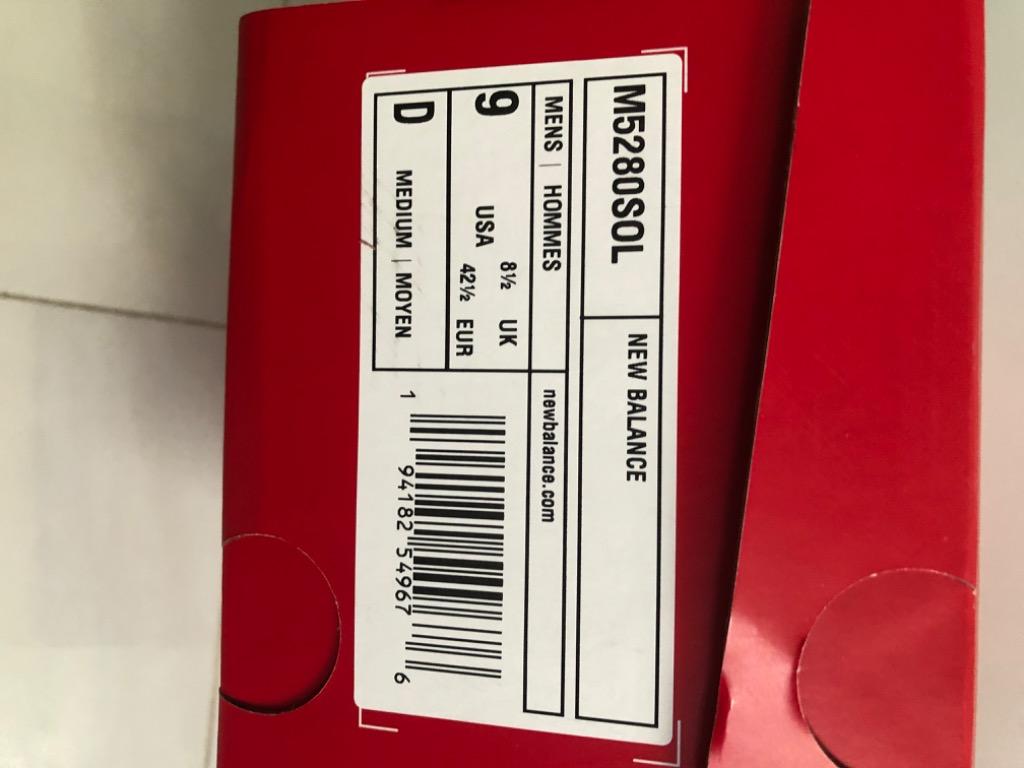 M5280SOL
NEW BALANCE
MENS | HOMMES
newbalance.com
9 USA
8½ UK
42½ EUR
D MEDIUM | MOYEN
1 94182 54967 6